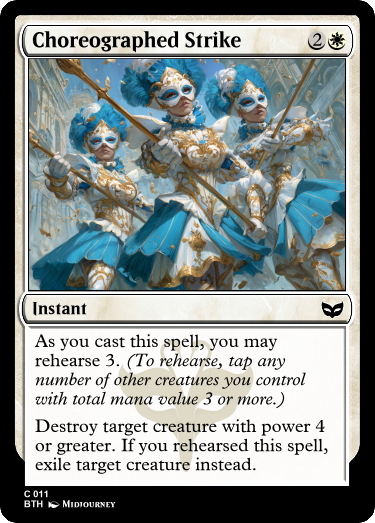 Choreographed Strike 2
Instant
As you cast this spell, you may
rehearse 3. (To rehearse, tap any
number of other creatures you control
with total mana value 3 or more.)
Destroy target creature with power 4
or greater. If you rehearsed this spell,
exile target creature instead.
C 011
BTH MIDJOURNEY